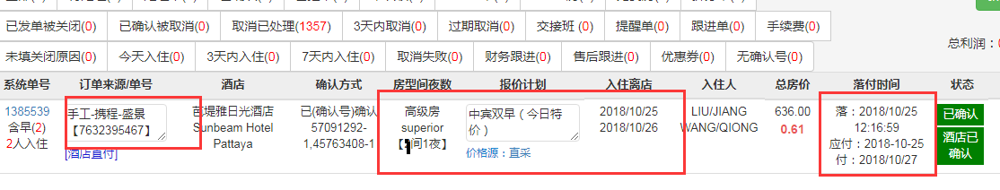 已发单被关闭(0) 已确认被取消(0) 取消已处理(1357) 3天内取消(0) 过期取消(0) 交接班 (0) 提醒单(0) 跟进单(0) 手续费(0)
总利润：
未填关闭原因(0) 今天入住(0) 3天内入住(0) 7天内入住(0) 取消失败(0) 财务跟进(0) 售后跟进(0) 优惠券(0) 无确认号(0)
系统单号 订单来源/单号 酒店 确认方式 房型间夜数 报价计划 入住离店 入住人 总房价 落付时间 状态
1385539
含早(2)
2人入住
手工-携程-盛景
【7632395467】
[酒店直付]
芭堤雅日光酒店
Sunbeam Hotel
Pattaya
已(确认号)确认
57091292-
1,45763408-1
高级房
superior
【1间1夜】
中宾双早（今日特
价）
价格源：直采
2018/10/25
2018/10/26
LIU/JIANG
WANG/QIONG
636.00
0.61
落：2018/10/25
12:16:59
应付：2018-10-25
付：2018/10/27
已确认
酒店已
确认